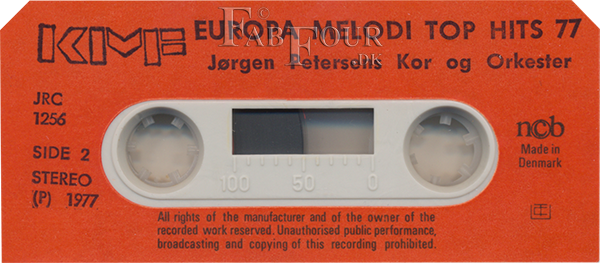 KMF
EUROPA MELODI TOP HITS 77
FÅBFOUR.DK
Jørgen Petersens Kor og Orkester
JRC
1256
SIDE 2
STEREO
(P) 1977
ncb
Made in
Denmark
100 50 0
All rights of the manufacturer and of the owner of the
recorded work reserved. Unauthorised public performance,
broadcasting and copying of this recording prohibited.